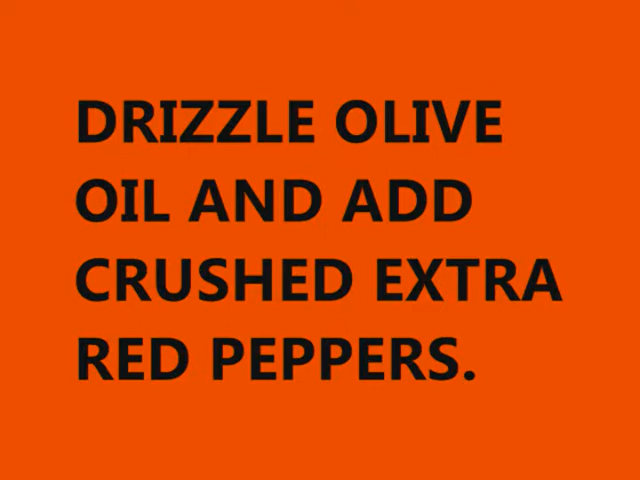 DRIZZLE OLIVE
OIL AND ADD
CRUSHED EXTRA
RED PEPPERS.